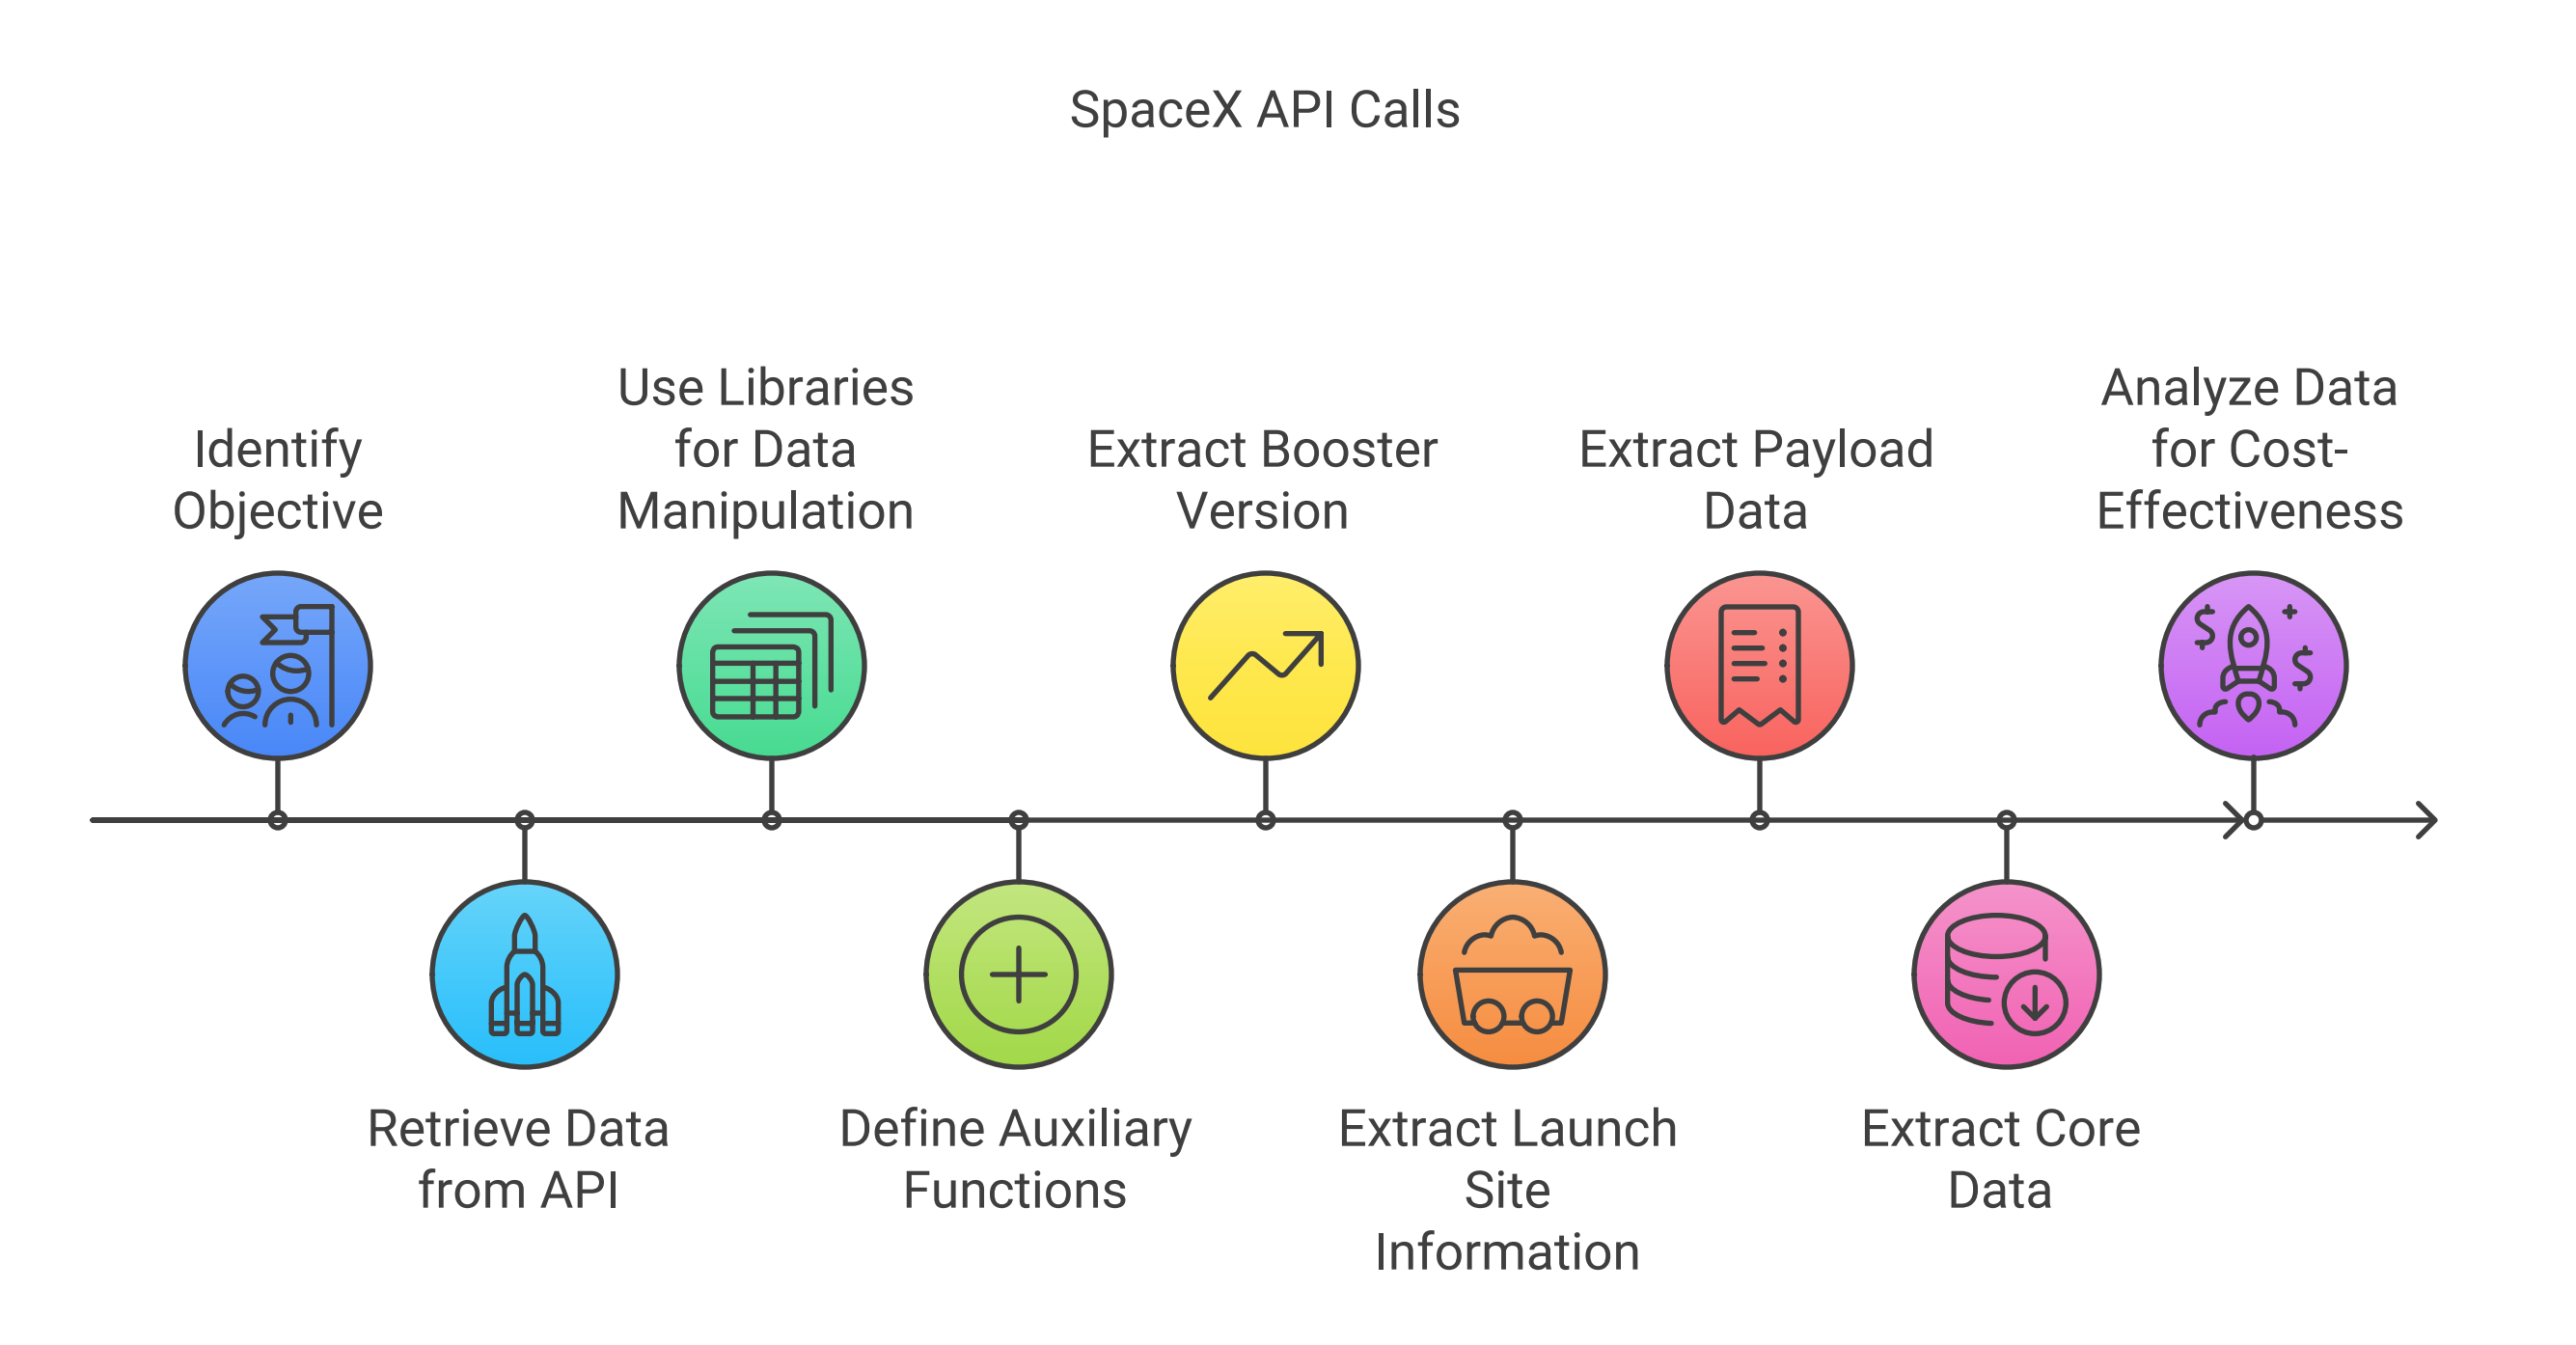 SpaceX API Calls
Identify
Objective
Retrieve Data
from API
Use Libraries
for Data
Manipulation
Define Auxiliary
Functions
Extract Booster
Version
Extract Launch
Site
Information
Extract Payload
Data
Extract Core
Data
Analyze Data
for Cost-
Effectiveness